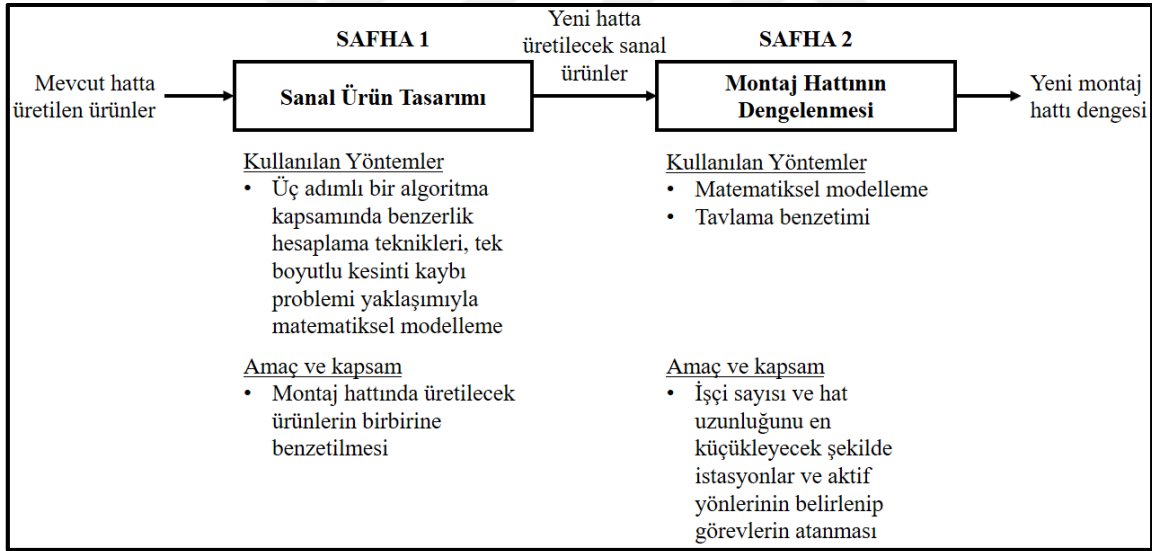 SAFHA 1
Yeni hatta
üretilecek sanal
ürünler
SAFHA 2
Mevcut hatta
üretilen ürünler
Sanal Ürün Tasarımı
Montaj Hattının
Dengelenmesi
Yeni montaj
hattı dengesi
Kullanılan Yöntemler
• Üç adımlı bir algoritma
kapsamında benzerlik
hesaplama teknikleri, tek
boyutlu kesinti kaybı
problemi yaklaşımıyla
matematiksel modelleme
Amaç ve kapsam
• Montaj hattında üretilecek
ürünlerin birbirine
benzetilmesi
Kullanılan Yöntemler
• Matematiksel modelleme
• Tavlama benzetimi
Amaç ve kapsam
• İşçi sayısı ve hat
uzunluğunu en
küçükleyecek şekilde
istasyonlar ve aktif
yönlerinin belirlenip
görevlerin atanması